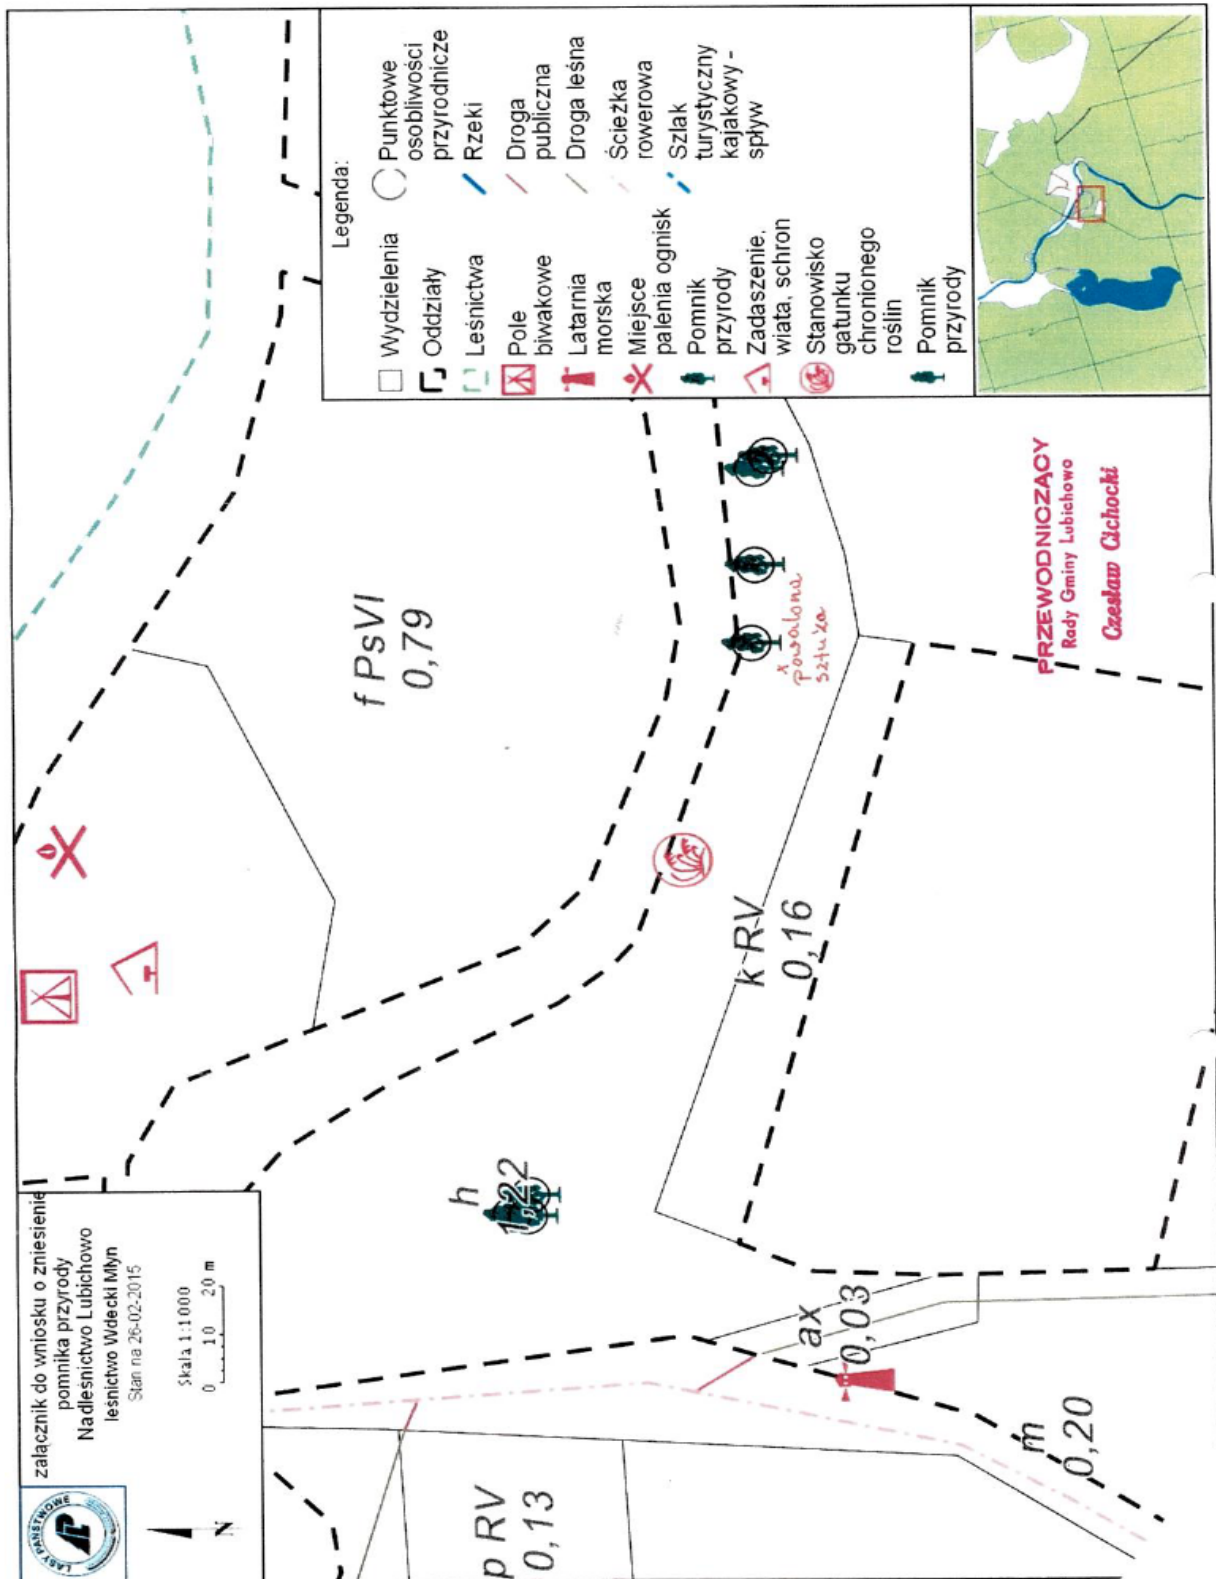 załącznik do wniosku o zniesienie
pomnika przyrody
Nadleśnictwo Lubichowo
leśnictwo Wdecki Młyn
Stan na 26-02-2015
Skala 1:1000
0 10 20 m
LASY PAŃSTWOWE
N
f PsVI
0,79
h
1,22
k RV
0,16
ax
0,03
m
0,20
p RV
0,13
x
powalona
sztuka
Legenda:
Wydzielenia
Oddziały
Leśnictwa
Pole
biwakowe
Latarnia
morska
Miejsce
palenia ognisk
Pomnik
przyrody
Zadaszenie,
wiata, schron
Stanowisko
gatunku
chronionego
roślin
Pomnik
przyrody
Punktowe
osobliwości
przyrodnicze
Rzeki
Droga
publiczna
Droga leśna
Ścieżka
rowerowa
Szlak
turystyczny
kajakowy -
spływ
PRZEWODNICZĄCY
Rady Gminy Lubichowo
Czesław Cichocki